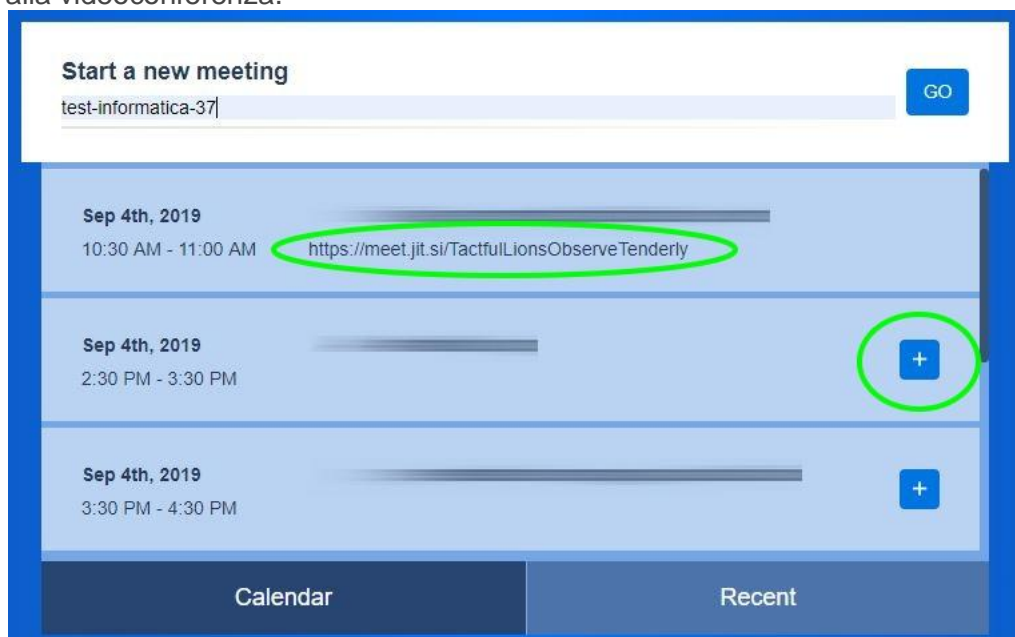 alla videoconferenza.
Start a new meeting
test-informatica-37
GO
Sep 4th, 2019
10:30 AM - 11:00 AM https://meet.jit.si/TactfulLionsObserveTenderly
Sep 4th, 2019
2:30 PM - 3:30 PM
+
Sep 4th, 2019
3:30 PM - 4:30 PM
+
Calendar Recent